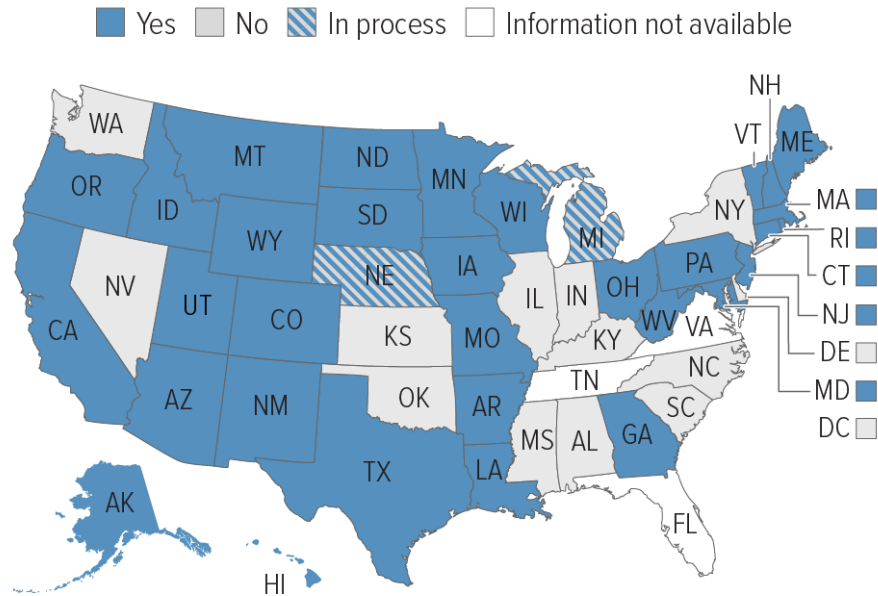 Yes No In process Information not available
NH
VT
ME
WA
MT
ND
MN
OR
ID
WY
SD
WI
MI
NY
MA
RI
CT
NJ
DE
MD
DC
NV
UT
CO
NE
IA
IL
IN
OH
PA
WV
VA
CA
KS
MO
KY
NC
TN
AZ
NM
OK
AR
SC
MS
AL
GA
TX
LA
FL
AK
HI